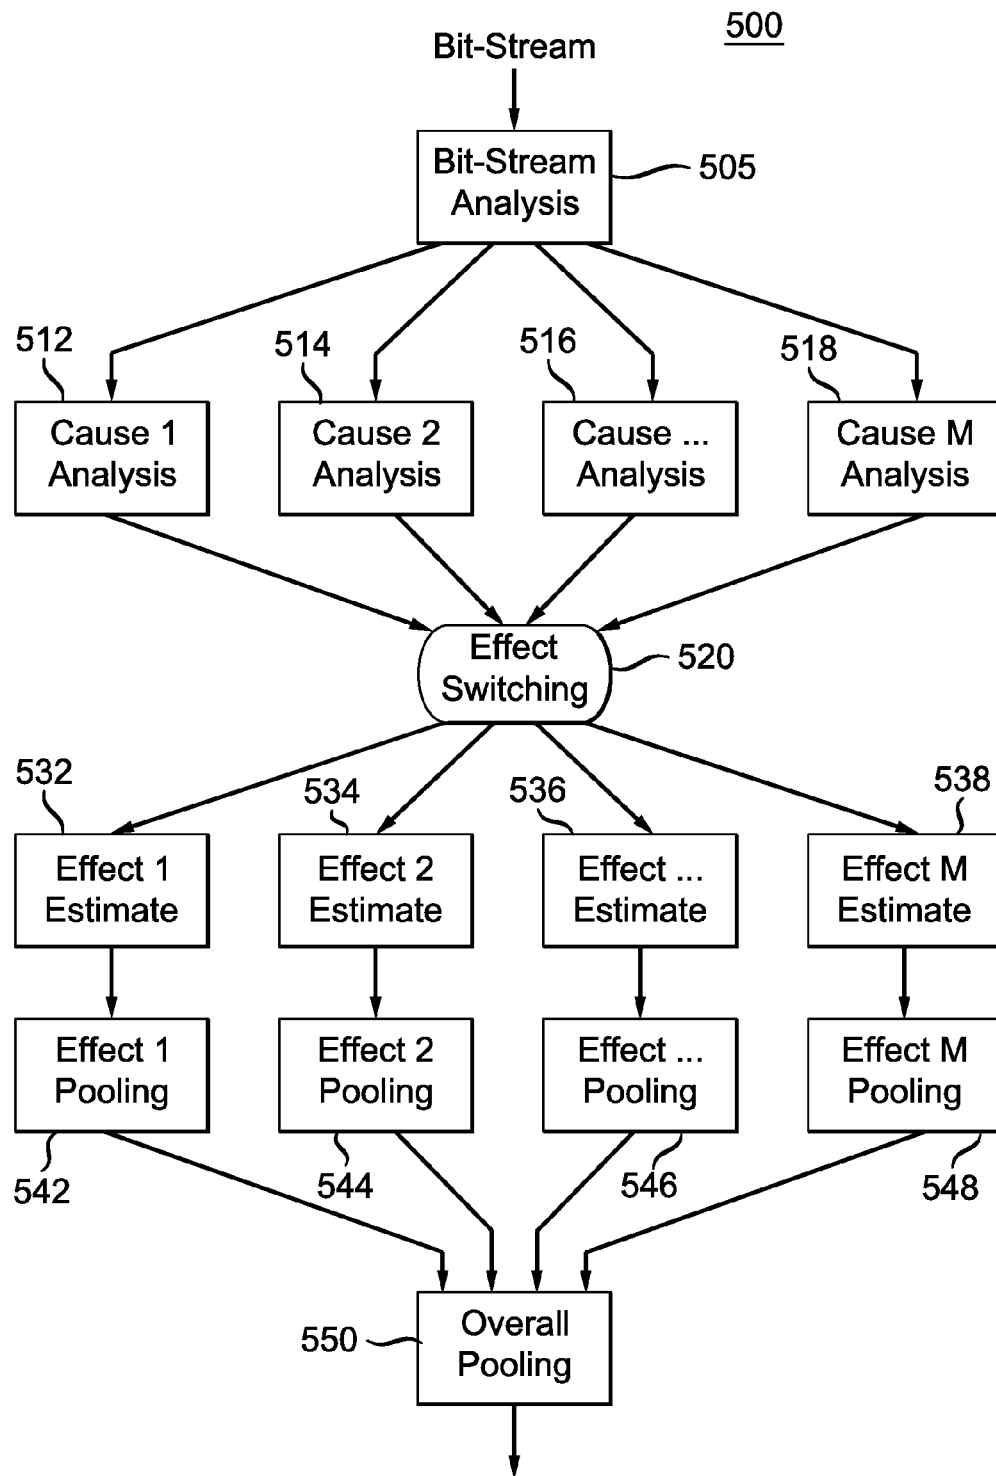 500
Bit-Stream
Bit-Stream
Analysis
505
512
514
516
518
Cause 1
Analysis
Cause 2
Analysis
Cause ...
Analysis
Cause M
Analysis
Effect
Switching
520
532
534
536
538
Effect 1
Estimate
Effect 2
Estimate
Effect ...
Estimate
Effect M
Estimate
Effect 1
Pooling
Effect 2
Pooling
Effect ...
Pooling
Effect M
Pooling
542
544
546
548
550
Overall
Pooling